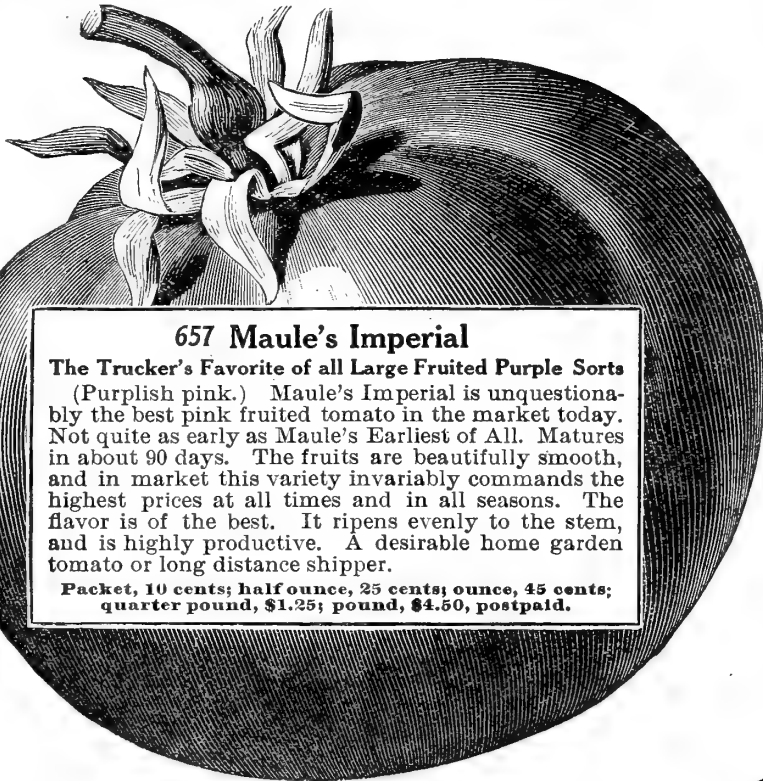 657 Maule's Imperial
The Trucker's Favorite of all Large Fruited Purple Sorts
(Purplish pink.) Maule's Imperial is unquestiona-
bly the best pink fruited tomato in the market today.
Not quite as early as Maule's Earliest of All. Matures
in about 90 days. The fruits are beautifully smooth,
and in market this variety invariably commands the
highest prices at all times and in all seasons. The
flavor is of the best. It ripens evenly to the stem,
and is highly productive. A desirable home garden
tomato or long distance shipper.
Packet, 10 cents; half ounce, 25 cents; ounce, 45 cents;
quarter pound, $1.25; pound, $4.50, postpaid.